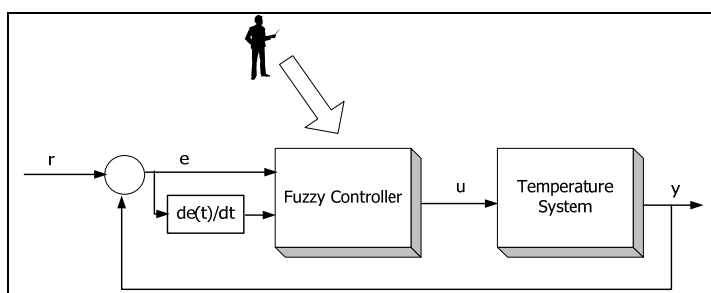 r
e
de(t)/dt
Fuzzy Controller
u
Temperature
System
y